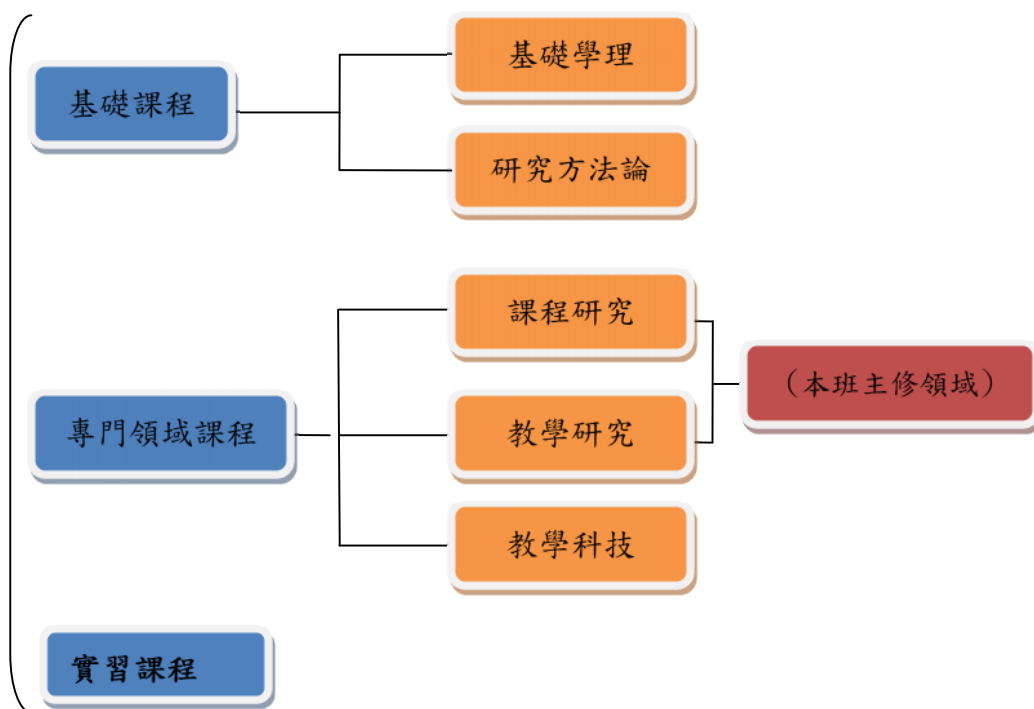 基礎課程
基礎學理
研究方法論
專門領域課程
課程研究
教學研究
教學科技
（本班主修領域）
實習課程